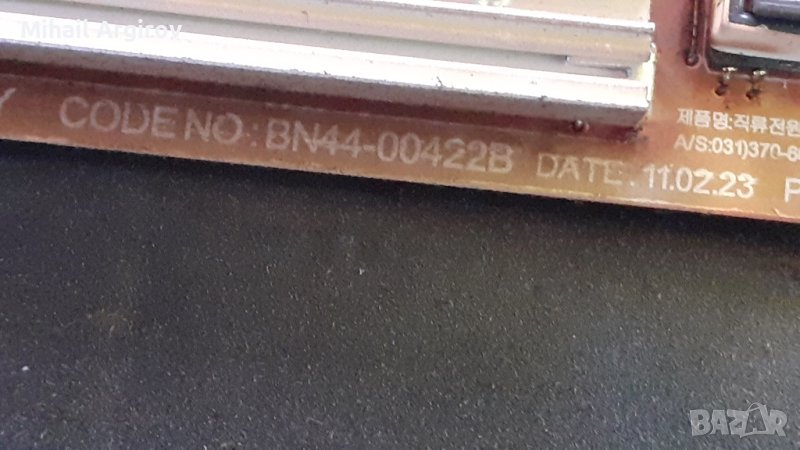 Mihail Argirov
CODE NO : BN44-00422B DATE : 11.02.23
제품명:직류전원
A/S:031)370-
BAZAR